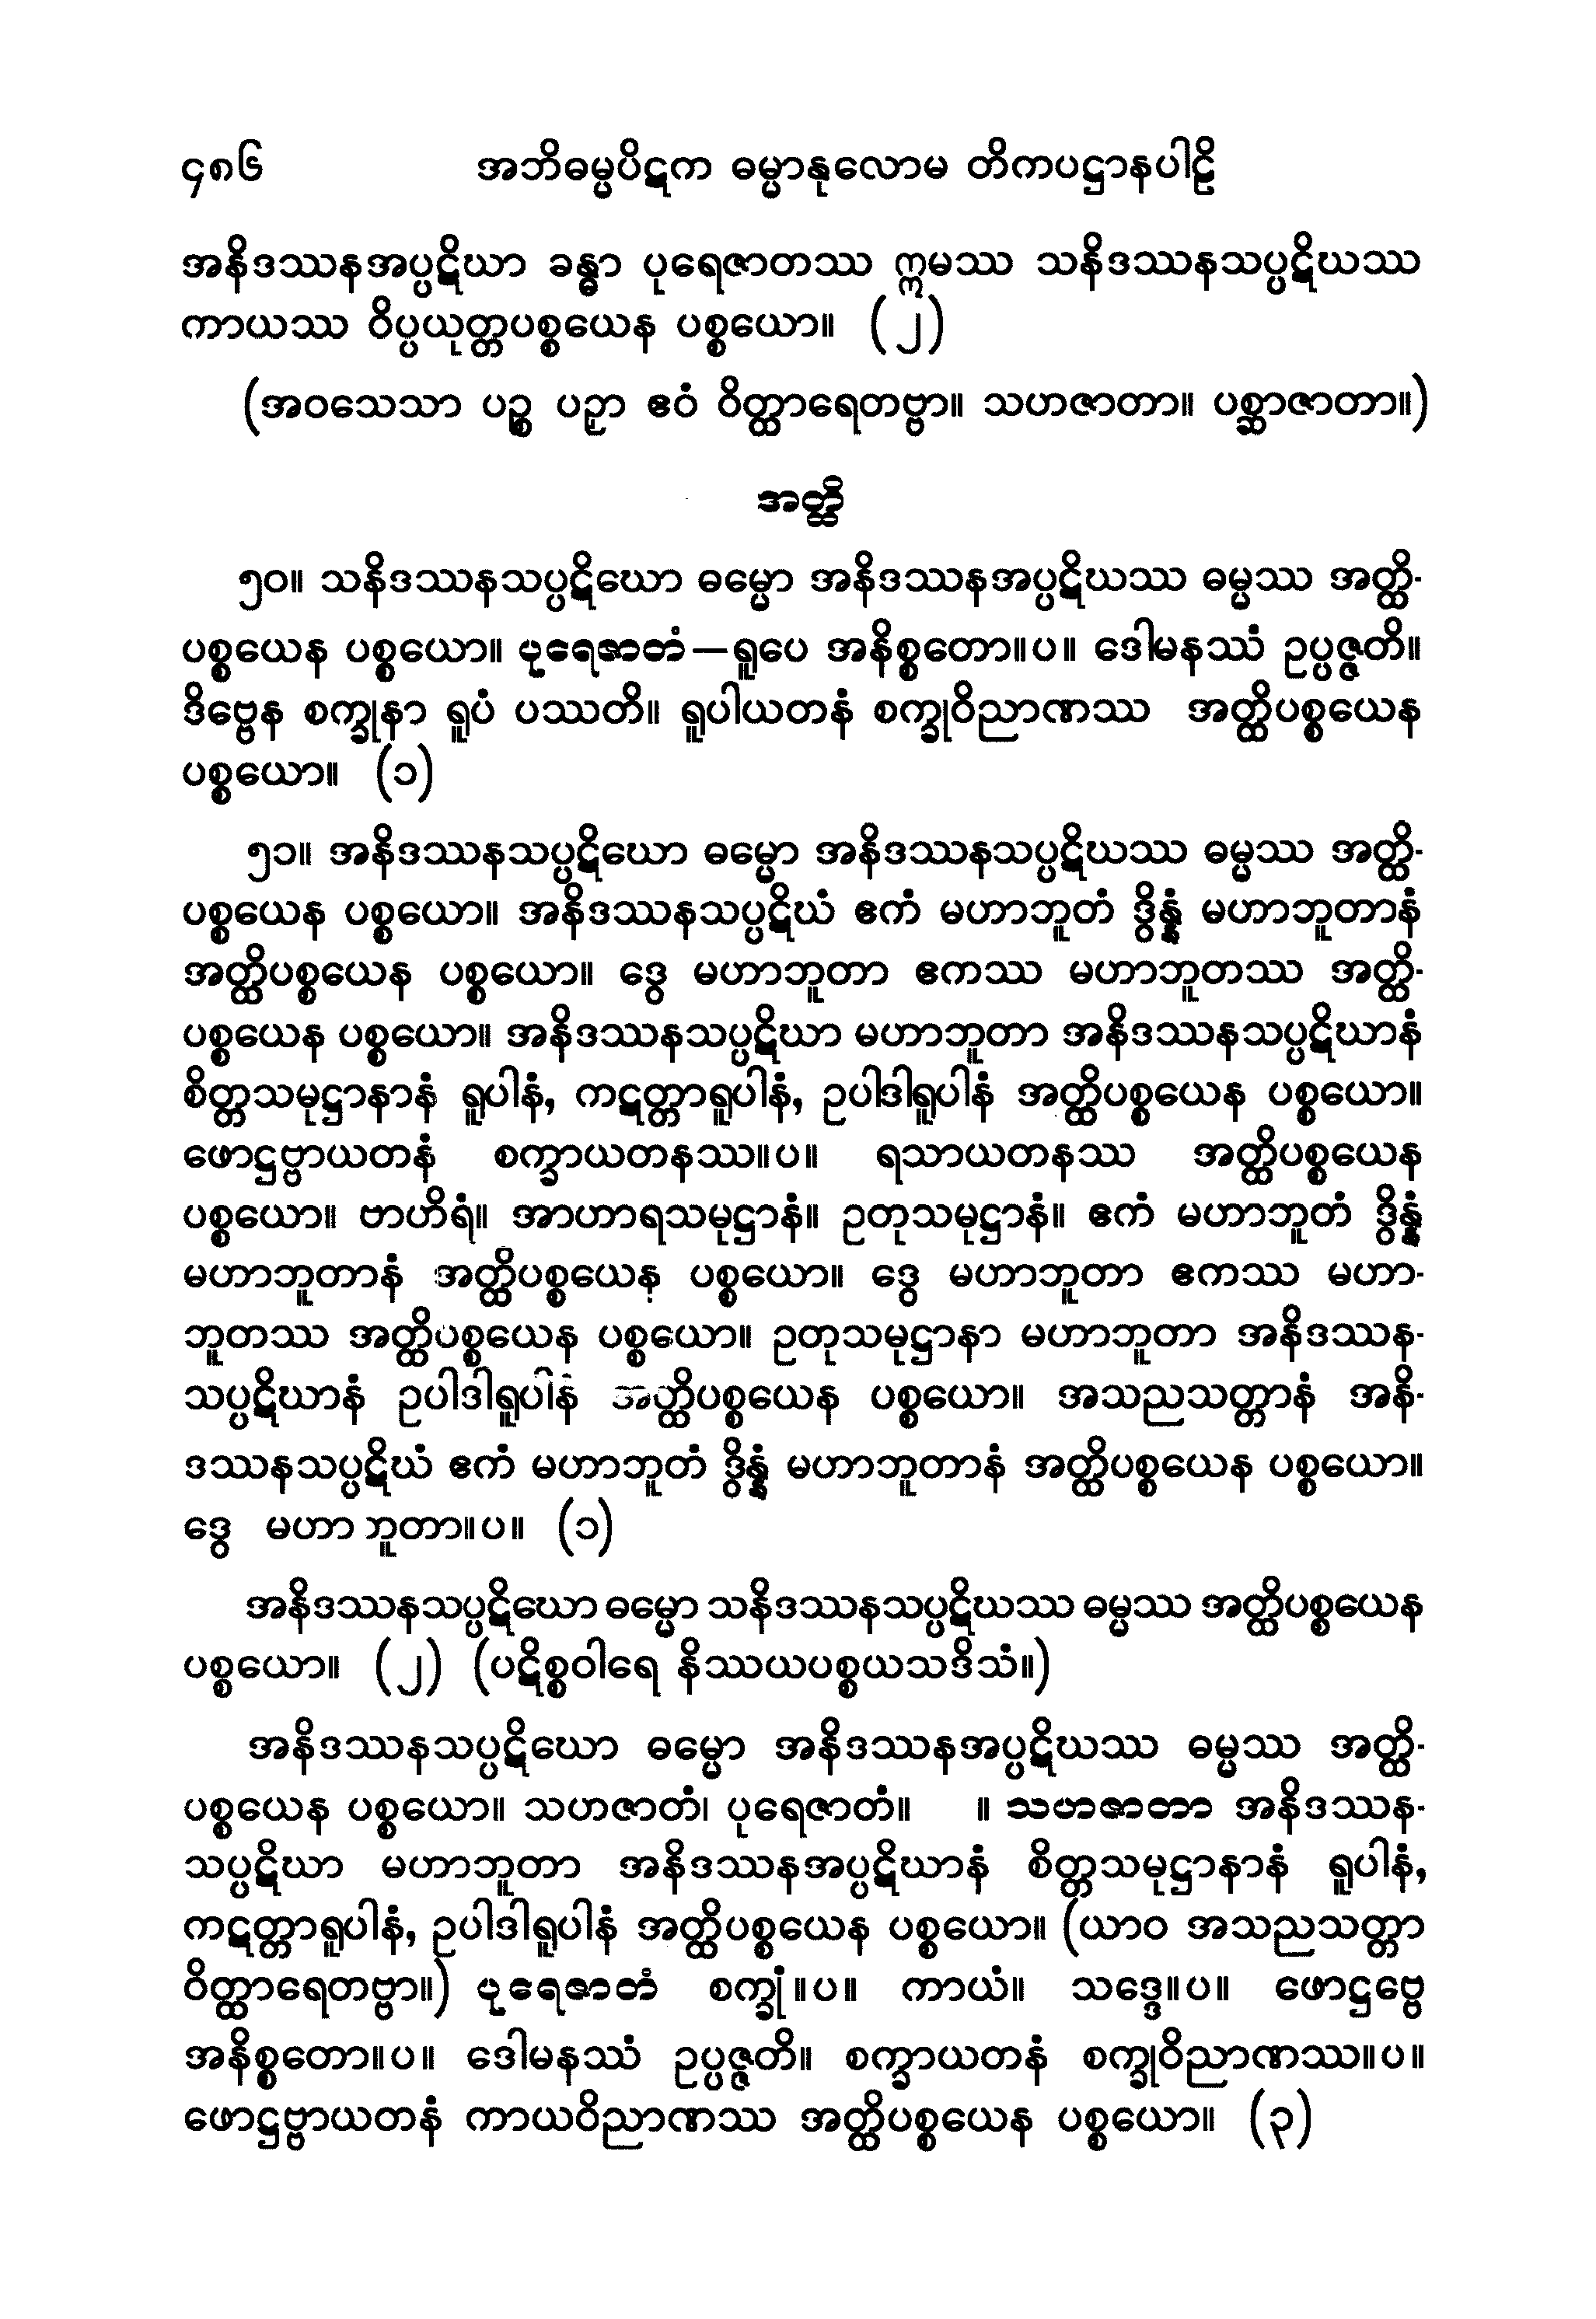 ၄၈၆ အဘိဓမ္မပိဋက ဓမ္မာနုလောမ တိကပဋ္ဌာနပါဠိ
အနိဒဿနအပ္ပဋိဃာ ခန္ဓာ ပုရေဇာတဿ ဣမဿ သနိဒဿနသပ္ပဋိဃဿ
ကာယဿ ဝိပ္ပယုတ္တပစ္စယေန ပစ္စယော။ (၂)
(အဝသေသာ ပဉ္စ ပဉှာ ဧဝံ ဝိတ္ထာရေတဗ္ဗာ။ သဟဇာတာ။ ပစ္ဆာဇာတာ။)
အတ္ထိ
၅၀။ သနိဒဿနသပ္ပဋိဃော ဓမ္မော အနိဒဿနအပ္ပဋိဃဿ ဓမ္မဿ အတ္ထိ-
ပစ္စယေန ပစ္စယော။ ပုရေဇာတံ—ရူပေ အနိစ္စတော။ပ။ ဒေါမနဿံ ဥပ္ပဇ္ဇတိ။
ဒိဗ္ဗေန စက္ခုနာ ရူပံ ပဿတိ။ ရူပါယတနံ စက္ခုဝိညာဏဿ အတ္ထိပစ္စယေန
ပစ္စယော။ (၁)
၅၁။ အနိဒဿနသပ္ပဋိဃော ဓမ္မော အနိဒဿနသပ္ပဋိဃဿ ဓမ္မဿ အတ္ထိ-
ပစ္စယေန ပစ္စယော။ အနိဒဿနသပ္ပဋိဃံ ဧကံ မဟာဘူတံ ဒွိန္နံ မဟာဘူတာနံ
အတ္ထိပစ္စယေန ပစ္စယော။ ဒွေ မဟာဘူတာ ဧကဿ မဟာဘူတဿ အတ္ထိ-
ပစ္စယေန ပစ္စယော။ အနိဒဿနသပ္ပဋိဃာ မဟာဘူတာ အနိဒဿနသပ္ပဋိဃာနံ
စိတ္တသမုဋ္ဌာနာနံ ရူပါနံ, ကဋတ္တာရူပါနံ, ဥပါဒါရူပါနံ အတ္ထိပစ္စယေန ပစ္စယော။
ဖောဋ္ဌဗ္ဗာယတနံ စက္ခာယတနဿ။ပ။ ရသာယတနဿ အတ္ထိပစ္စယေန
ပစ္စယော။ ဗာဟိရံ။ အာဟာရသမုဋ္ဌာနံ။ ဥတုသမုဋ္ဌာနံ။ ဧကံ မဟာဘူတံ ဒွိန္နံ
မဟာဘူတာနံ အတ္ထိပစ္စယေန ပစ္စယော။ ဒွေ မဟာဘူတာ ဧကဿ မဟာ-
ဘူတဿ အတ္ထိပစ္စယေန ပစ္စယော။ ဥတုသမုဋ္ဌာနာ မဟာဘူတာ အနိဒဿန-
သပ္ပဋိဃာနံ ဥပါဒါရူပါနံ အတ္ထိပစ္စယေန ပစ္စယော။ အသညသတ္တာနံ အနိ-
ဒဿနသပ္ပဋိဃံ ဧကံ မဟာဘူတံ ဒွိန္နံ မဟာဘူတာနံ အတ္ထိပစ္စယေန ပစ္စယော။
ဒွေ မဟာဘူတာ။ပ။ (၁)
အနိဒဿနသပ္ပဋိဃော ဓမ္မော သနိဒဿနသပ္ပဋိဃဿ ဓမ္မဿ အတ္ထိပစ္စယေန
ပစ္စယော။ (၂) (ပဋိစ္စဝါရေ နိဿယပစ္စယသဒိသံ။)
အနိဒဿနသပ္ပဋိဃော ဓမ္မော အနိဒဿနအပ္ပဋိဃဿ ဓမ္မဿ အတ္ထိ-
ပစ္စယေန ပစ္စယော။ သဟဇာတံ၊ ပုရေဇာတံ။ ။ သဟဇာတာ အနိဒဿန-
သပ္ပဋိဃာ မဟာဘူတာ အနိဒဿနအပ္ပဋိဃာနံ စိတ္တသမုဋ္ဌာနာနံ ရူပါနံ,
ကဋတ္တာရူပါနံ, ဥပါဒါရူပါနံ အတ္ထိပစ္စယေန ပစ္စယော။ (ယာဝ အသညသတ္တာ
ဝိတ္ထာရေတဗ္ဗာ။) ပုရေဇာတံ စက္ခုံ။ပ။ ကာယံ။ သဒ္ဒေ။ပ။ ဖောဋ္ဌဗ္ဗေ
အနိစ္စတော။ပ။ ဒေါမနဿံ ဥပ္ပဇ္ဇတိ။ စက္ခာယတနံ စက္ခုဝိညာဏဿ။ပ။
ဖောဋ္ဌဗ္ဗာယတနံ ကာယဝိညာဏဿ အတ္ထိပစ္စယေန ပစ္စယော။ (၃)